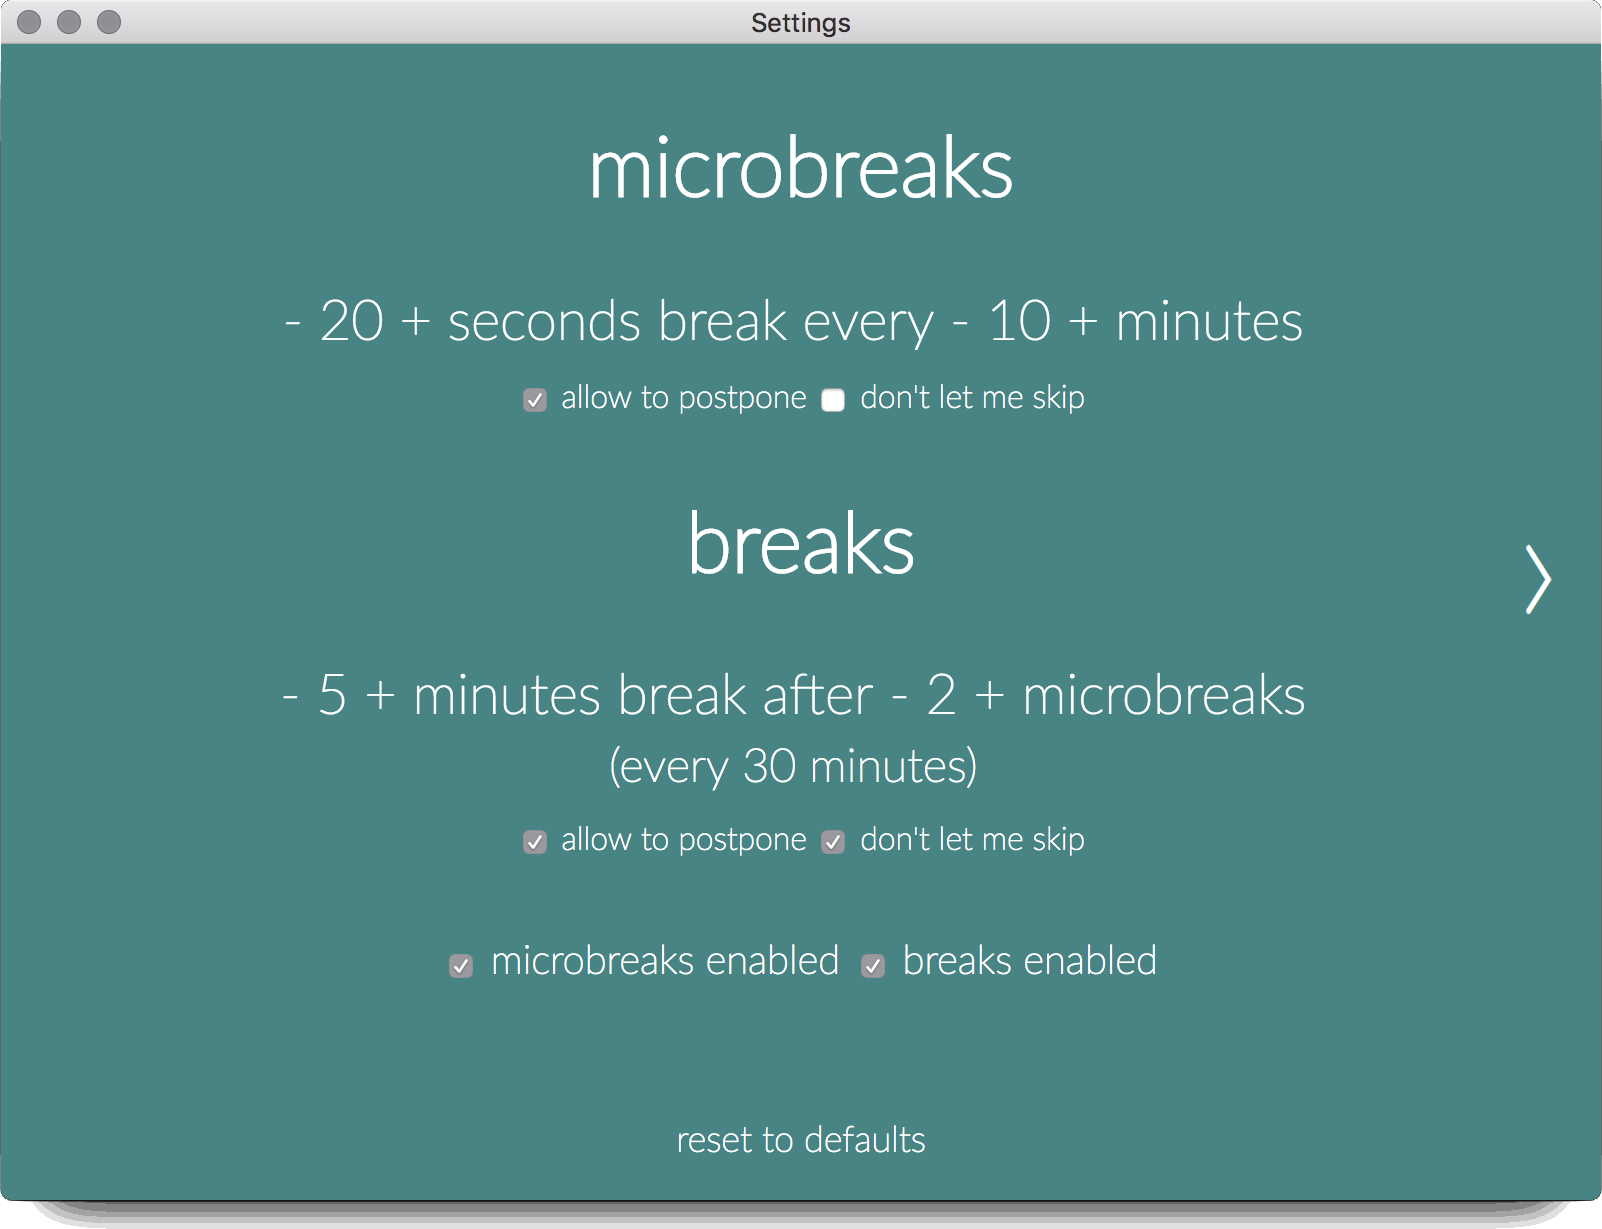 Settings
microbreaks
- 20 + seconds break every - 10 + minutes
allow to postpone don't let me skip
breaks
- 5 + minutes break after - 2 + microbreaks
(every 30 minutes)
allow to postpone don't let me skip
microbreaks enabled breaks enabled
reset to defaults